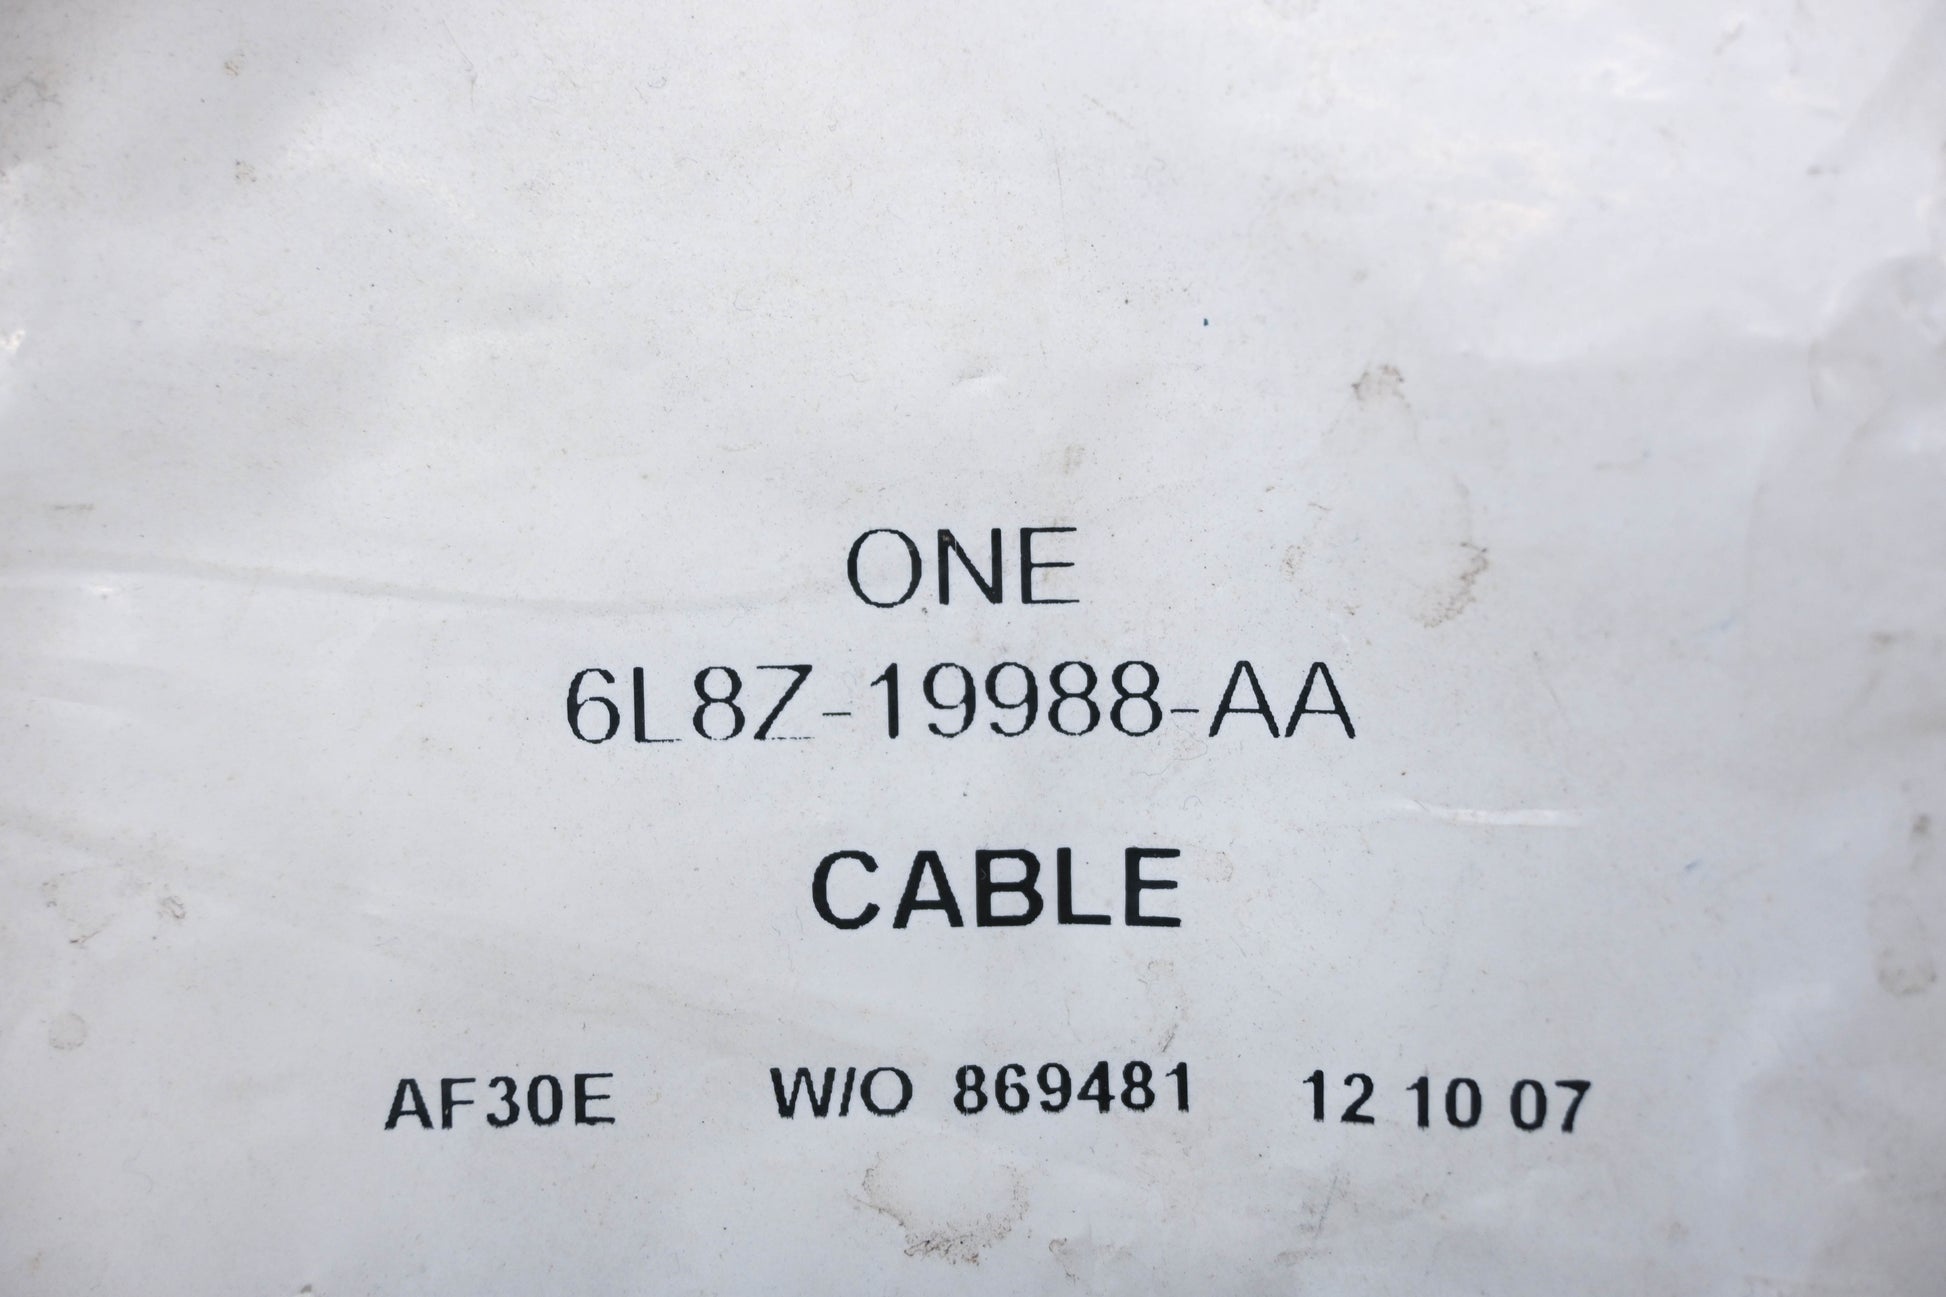 ONE
6L8Z-19988-AA
CABLE
AF30E W/O 869481 12 10 07